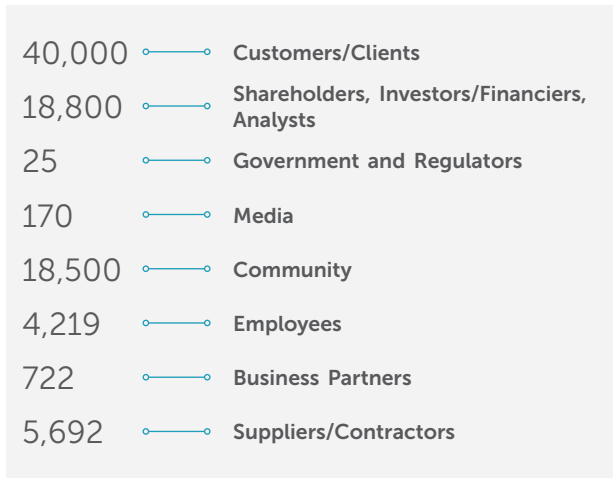 40,000 Customers/Clients
18,800 Shareholders, Investors/Financiers,
Analysts
25 Government and Regulators
170 Media
18,500 Community
4,219 Employees
722 Business Partners
5,692 Suppliers/Contractors